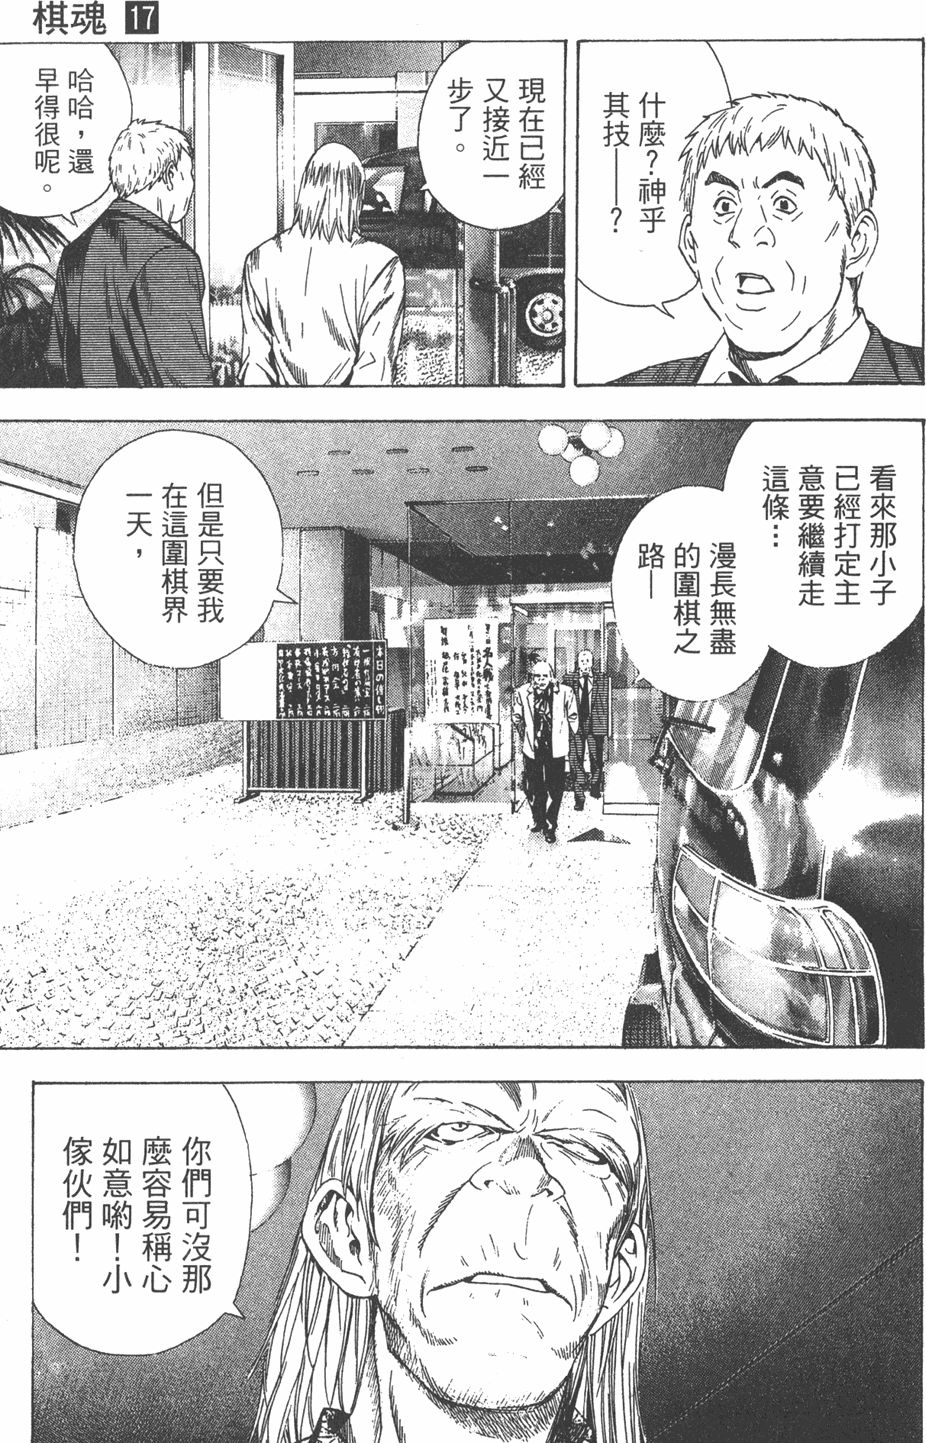 棋魂 17
什麼?神乎
其技——?
現在已經
又接近一
步了。
哈哈,還
早得很呢。
看來那小子
已經打定主
意要繼續走
這條…
漫長無盡
的圍棋之
路—
但是只要我
在這圍棋界
一天,
本日の
你們可沒那
麼容易稱心
如意喲!小
傢伙們!